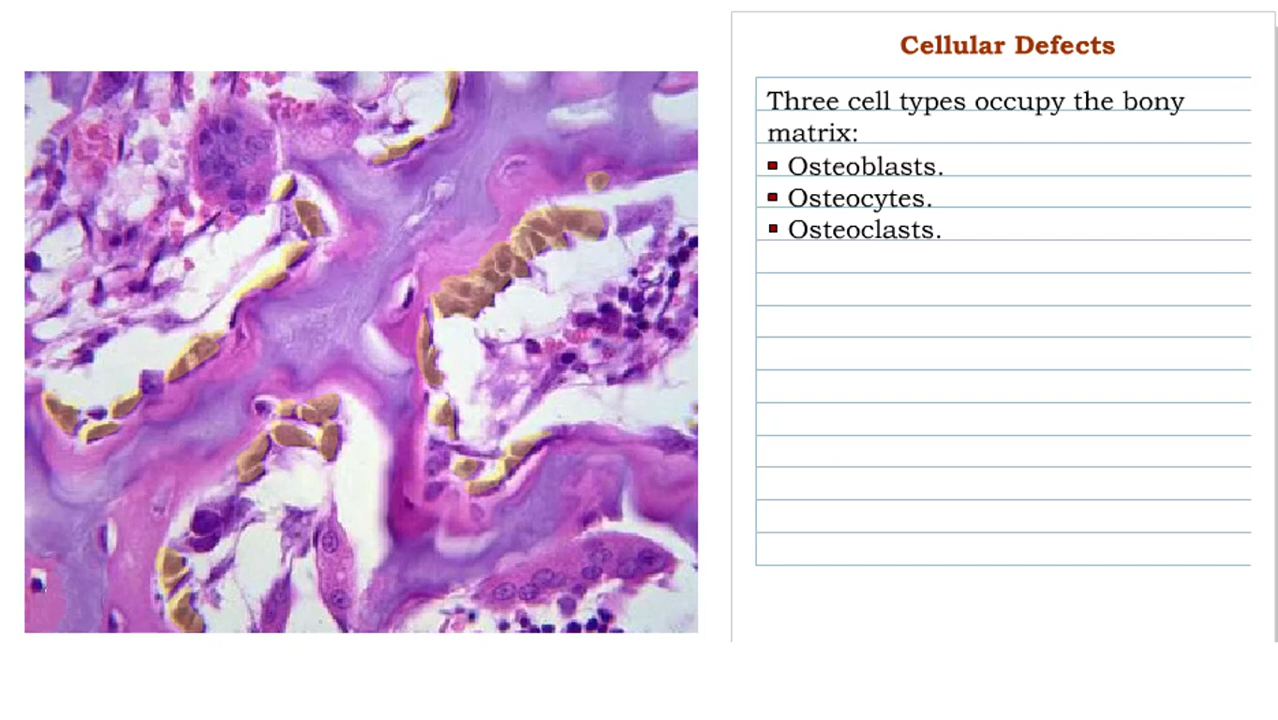 Cellular Defects
Three cell types occupy the bony
matrix:
Osteoblasts.
Osteocytes.
Osteoclasts.